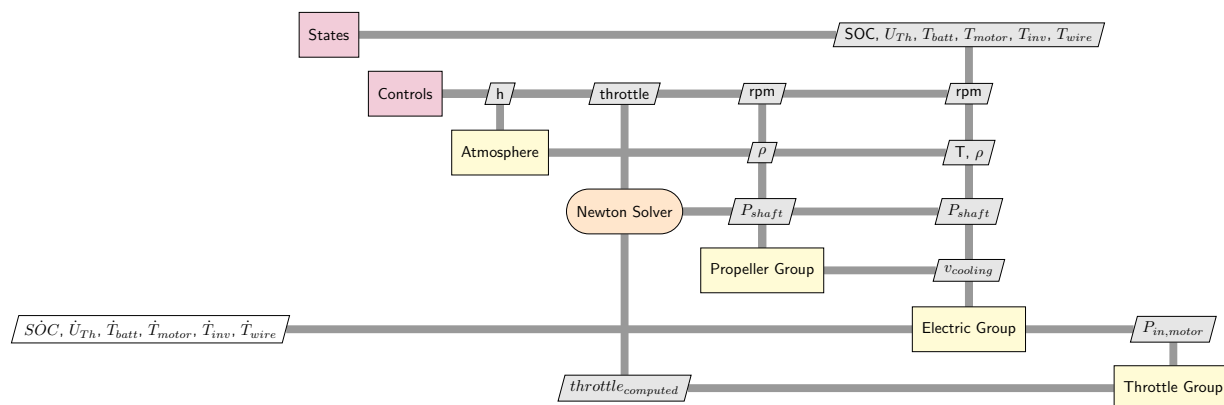 States SOC, U_Th, T_batt, T_motor, T_inv, T_wire
Controls h throttle rpm rpm
Atmosphere ρ T, ρ
Newton Solver P_shaft P_shaft
Propeller Group v_cooling
SȮC, U̇_Th, Ṫ_batt, Ṫ_motor, Ṫ_inv, Ṫ_wire Electric Group P_in,motor
throttle_computed Throttle Group